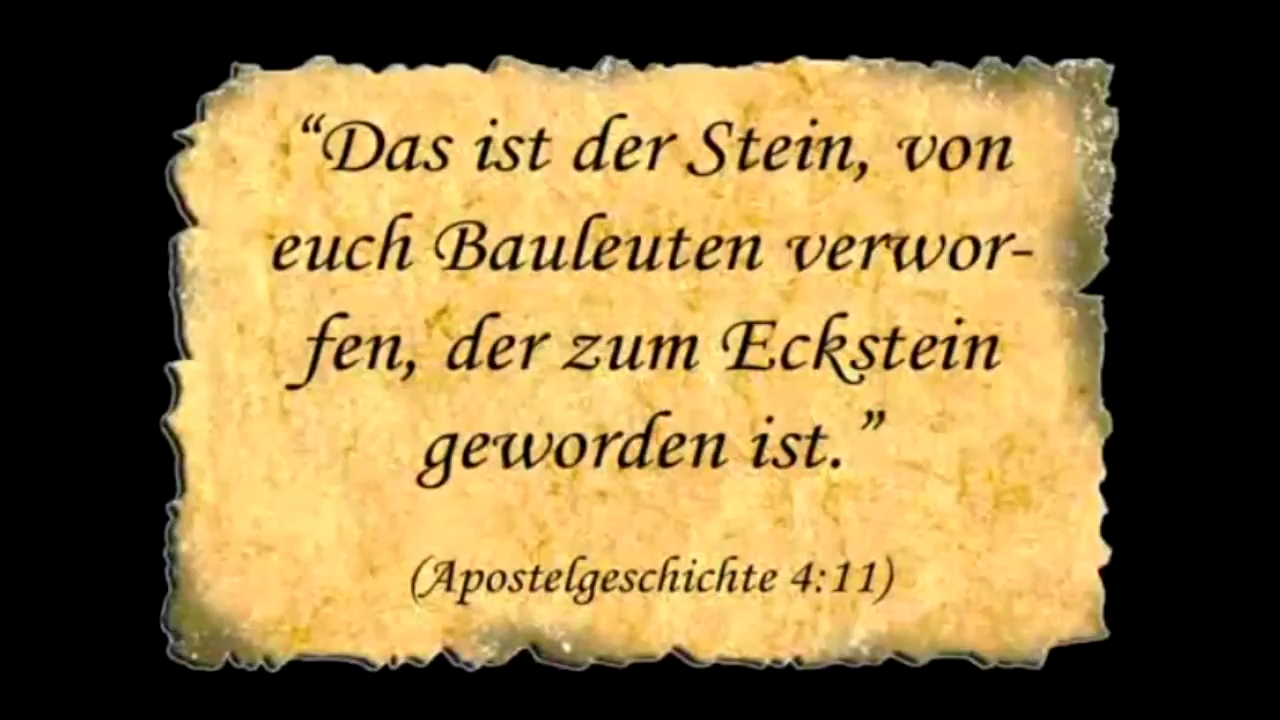 “Das ist der Stein, von
euch Bauleuten verwor-
fen, der zum Eckstein
geworden ist.”
(Apostelgeschichte 4:11)